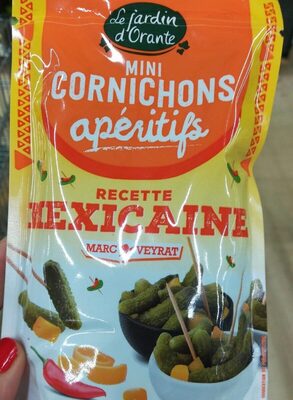 Le jardin
d'Orante
MINI
CORNICHONS
apéritifs
RECETTE
MEXICAINE
MARC VEYRAT